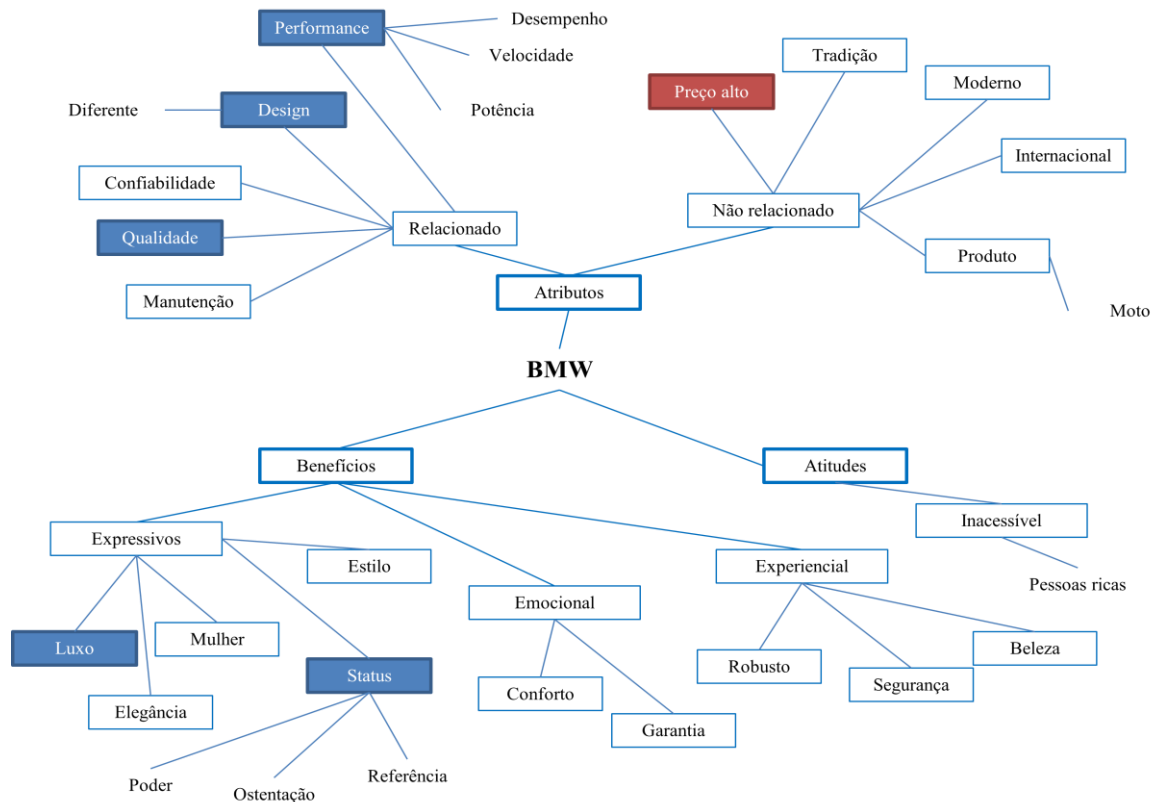 Performance
Desempenho
Velocidade
Potência
Diferente
Design
Confiabilidade
Qualidade
Manutenção
Relacionado
Tradição
Preço alto
Moderno
Internacional
Não relacionado
Produto
Moto
Atributos
BMW
Benefícios
Atitudes
Expressivos
Estilo
Luxo
Mulher
Elegância
Status
Poder
Ostentação
Referência
Emocional
Conforto
Garantia
Experiencial
Robusto
Segurança
Beleza
Inacessível
Pessoas ricas